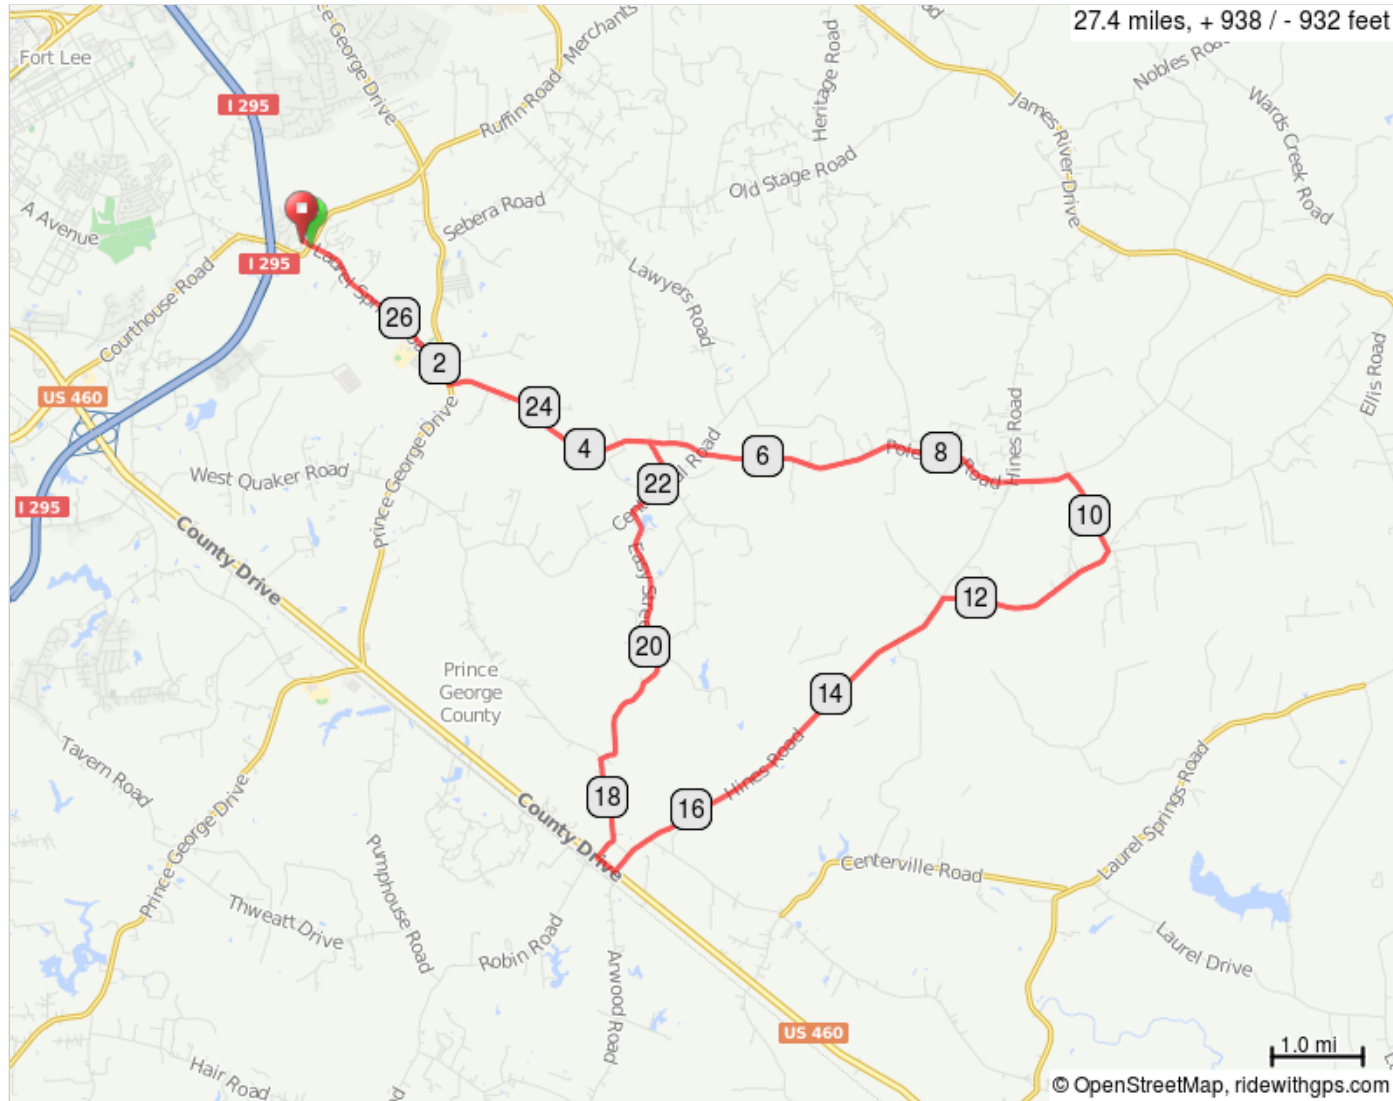 27.4 miles, + 938 / - 932 feet
Fort Lee
I 295
Merchants
Ruffin Road
Heritage Road
Nobles Road
Wards Creek Road
James River Drive
Old Stage Road
A Avenue
Sebera Road
I 295
Courthouse Road
Lawyers Road
26
2
US 460
24
4
6
8
Hines Road
Ellis Road
22
West Quaker Road
Prince George Drive
I 295
10
County Drive
Easy Street
12
20
Prince
George
County
14
Hines Road
Tavern Road
18
16
County Drive
Prince George Drive
Pumphouse Road
Centerville Road
Laurel Springs Road
Thweatt Drive
Robin Road
Arwood Road
Laurel Drive
US 460
Hair Road
1.0 mi
© OpenStreetMap, ridewithgps.com